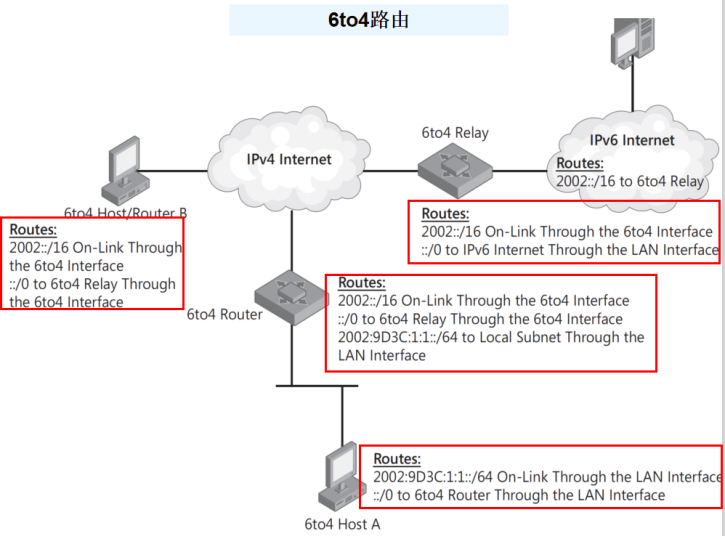 6to4路由
6to4 Relay
IPv4 Internet
IPv6 Internet
Routes:
2002::/16 to 6to4 Relay
6to4 Host/Router B
Routes:
2002::/16 On-Link Through
the 6to4 Interface
::/0 to 6to4 Relay Through
the 6to4 Interface
Routes:
2002::/16 On-Link Through the 6to4 Interface
::/0 to IPv6 Internet Through the LAN Interface
6to4 Router
Routes:
2002::/16 On-Link Through the 6to4 Interface
::/0 to 6to4 Relay Through the 6to4 Interface
2002:9D3C:1:1::/64 to Local Subnet Through the
LAN Interface
Routes:
2002:9D3C:1:1::/64 On-Link Through the LAN Interface
::/0 to 6to4 Router Through the LAN Interface
6to4 Host A